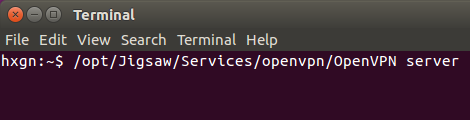 Terminal
File Edit View Search Terminal Help
hxgn:~$ /opt/Jigsaw/Services/openvpn/OpenVPN server